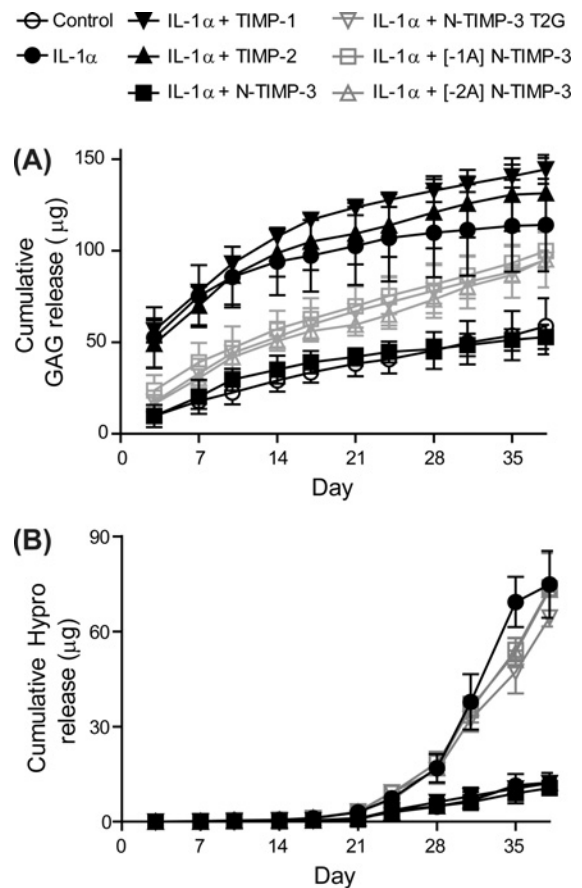 Control IL-1α + TIMP-1 IL-1α + N-TIMP-3 T2G
IL-1α IL-1α + TIMP-2 IL-1α + [-1A] N-TIMP-3
IL-1α + N-TIMP-3 IL-1α + [-2A] N-TIMP-3
(A)
Cumulative
GAG release (μg)
150
100
50
0
0 7 14 21 28 35
Day
(B)
Cumulative Hypro
release (μg)
90
60
30
0
0 7 14 21 28 35
Day